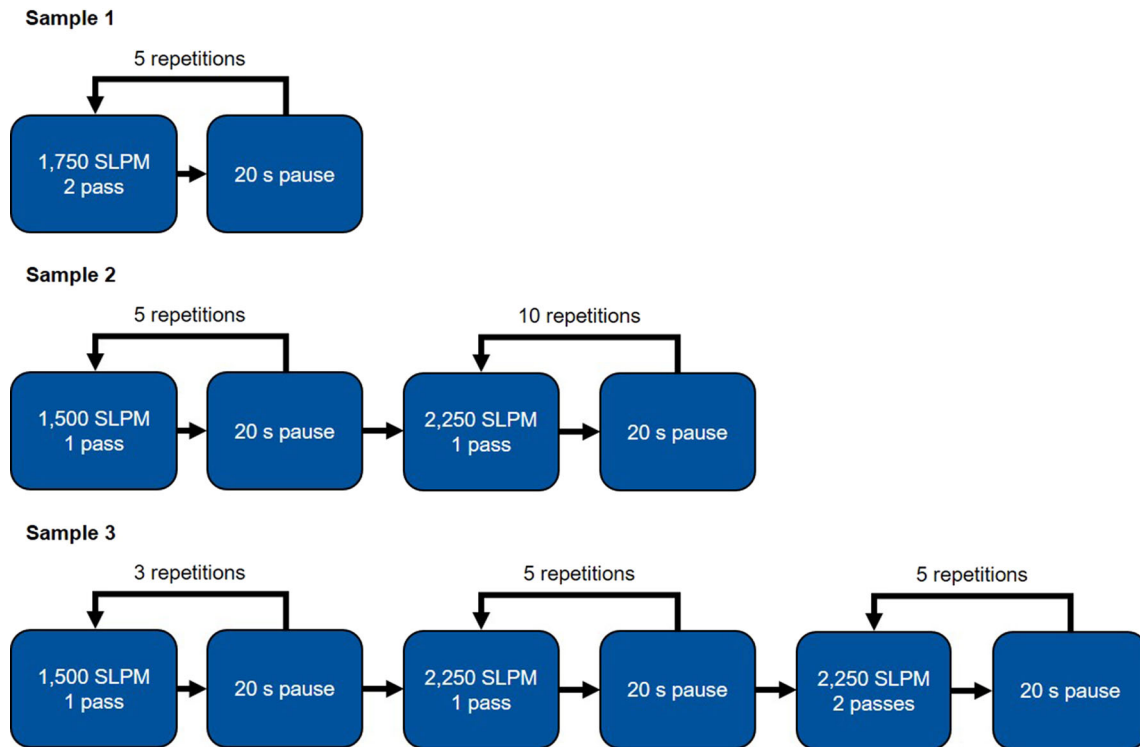 Sample 1
5 repetitions
1,750 SLPM
2 pass
20 s pause
Sample 2
5 repetitions
10 repetitions
1,500 SLPM
1 pass
20 s pause
2,250 SLPM
1 pass
20 s pause
Sample 3
3 repetitions
5 repetitions
5 repetitions
1,500 SLPM
1 pass
20 s pause
2,250 SLPM
1 pass
20 s pause
2,250 SLPM
2 passes
20 s pause